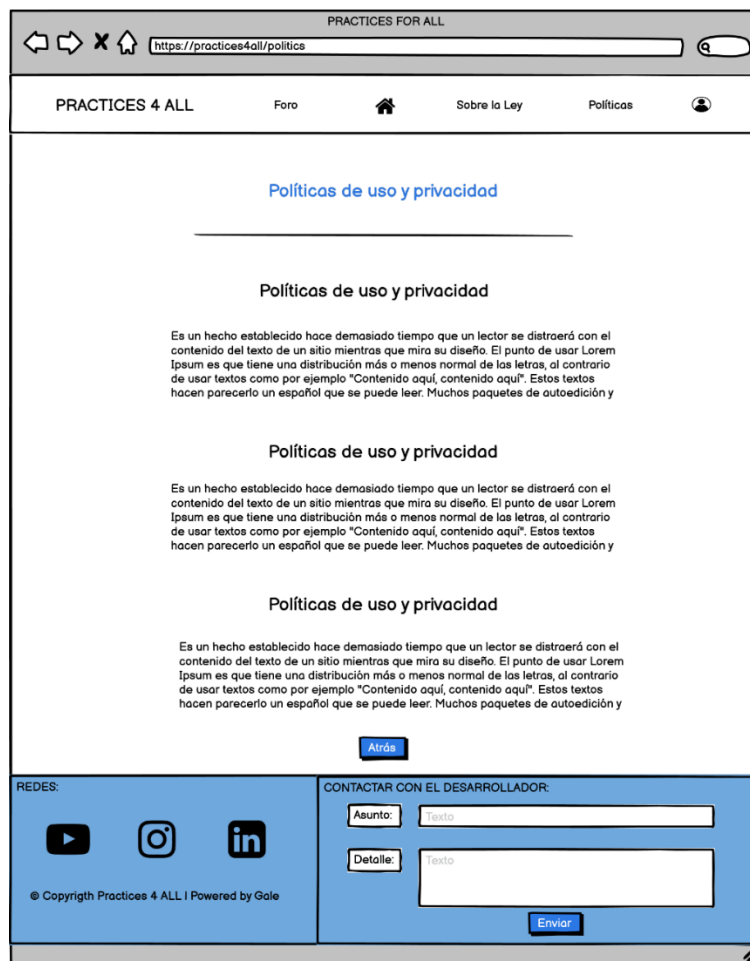 PRACTICES FOR ALL
https://practices4all/politics
PRACTICES 4 ALL Foro Sobre la Ley Políticas
Políticas de uso y privacidad
Políticas de uso y privacidad
Es un hecho establecido hace demasiado tiempo que un lector se distraerá con el
contenido del texto de un sitio mientras que mira su diseño. El punto de usar Lorem
Ipsum es que tiene una distribución más o menos normal de las letras, al contrario
de usar textos como por ejemplo "Contenido aquí, contenido aquí". Estos textos
hacen parecerlo un español que se puede leer. Muchos paquetes de autoedición y
Políticas de uso y privacidad
Es un hecho establecido hace demasiado tiempo que un lector se distraerá con el
contenido del texto de un sitio mientras que mira su diseño. El punto de usar Lorem
Ipsum es que tiene una distribución más o menos normal de las letras, al contrario
de usar textos como por ejemplo "Contenido aquí, contenido aquí". Estos textos
hacen parecerlo un español que se puede leer. Muchos paquetes de autoedición y
Políticas de uso y privacidad
Es un hecho establecido hace demasiado tiempo que un lector se distraerá con el
contenido del texto de un sitio mientras que mira su diseño. El punto de usar Lorem
Ipsum es que tiene una distribución más o menos normal de las letras, al contrario
de usar textos como por ejemplo "Contenido aquí, contenido aquí". Estos textos
hacen parecerlo un español que se puede leer. Muchos paquetes de autoedición y
Atrás
REDES:
in
© Copyrigth Practices 4 ALL I Powered by Gale
CONTACTAR CON EL DESARROLLADOR:
Asunto: Texto
Detalle: Texto
Enviar